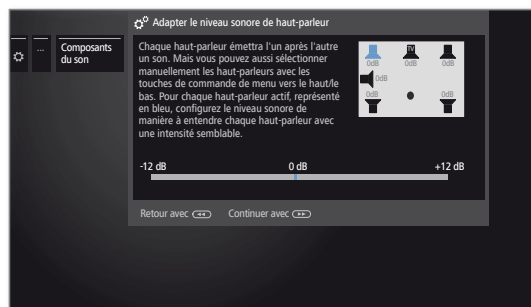 Adapter le niveau sonore de haut-parleur
...
Composants
du son
Chaque haut-parleur émettra l'un après l'autre
un son. Mais vous pouvez aussi sélectionner
manuellement les haut-parleurs avec les
touches de commande de menu vers le haut/le
bas. Pour chaque haut-parleur actif, représenté
en bleu, configurez le niveau sonore de
manière à entendre chaque haut-parleur avec
une intensité semblable.
TV
0dB 0dB 0dB
0dB
0dB 0dB
-12 dB 0 dB +12 dB
Retour avec Continuer avec